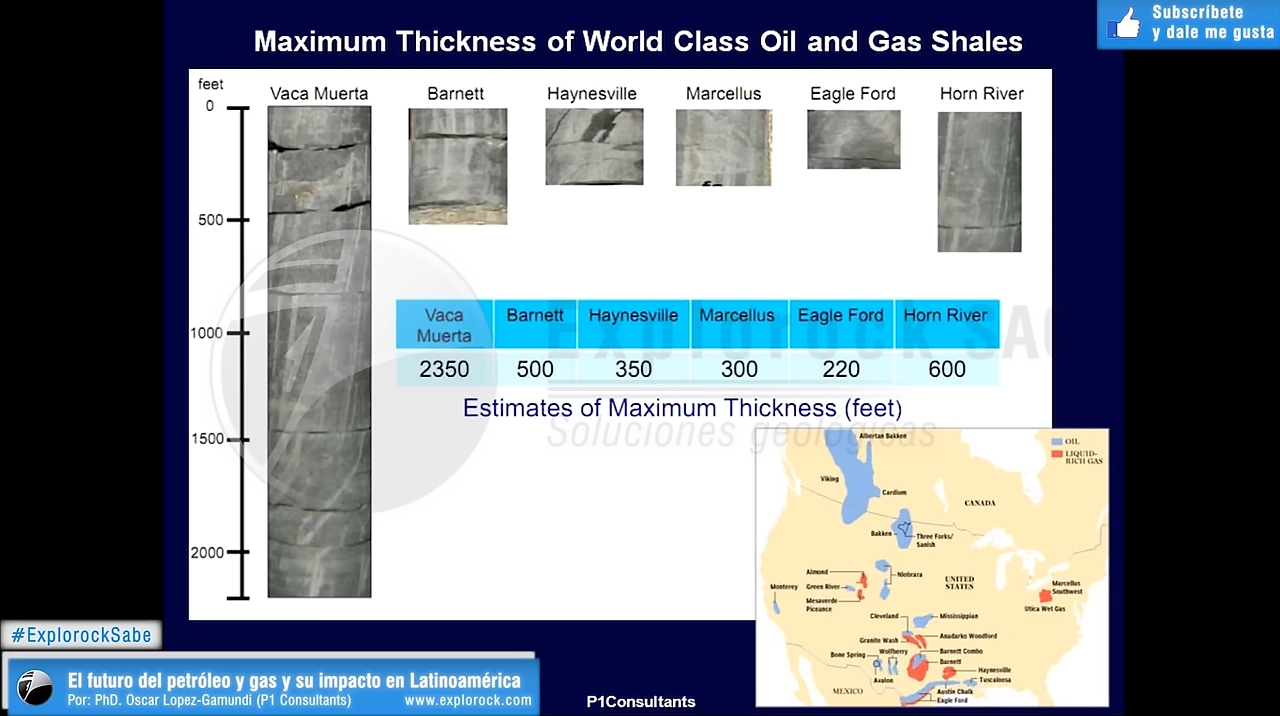 Subscríbete
y dale me gusta
Maximum Thickness of World Class Oil and Gas Shales
feet
Vaca Muerta
Barnett
Haynesville
Marcellus
Eagle Ford
Horn River
0
500
1000
1500
2000
Vaca Muerta Barnett Haynesville Marcellus Eagle Ford Horn River
2350 500 350 300 220 600
Explorock SAC
Estimates of Maximum Thickness (feet)
Soluciones geológicas
Albertan Bakken
OIL
LIQUID-
RICH GAS
Viking
Cardium
CANADA
Bakken
Three Forks/
Sanish
Almond
Niobrara
Monterey
Green River
UNITED
STATES
Mesaverde
Piceance
Marcellus
Southwest
Utica Wet Gas
Cleveland
Mississippian
Granite Wash
Anadarko Woodford
Bone Spring
Wolfberry
Barnett Combo
Barnett
Haynesville
Avalon
Tuscaloosa
MEXICO
Austin Chalk
Eagle Ford
#ExplorockSabe
El futuro del petróleo y gas y su impacto en Latinoamérica
Por: PhD. Oscar Lopez-Gamundi (P1 Consultants) www.explorock.com
P1Consultants